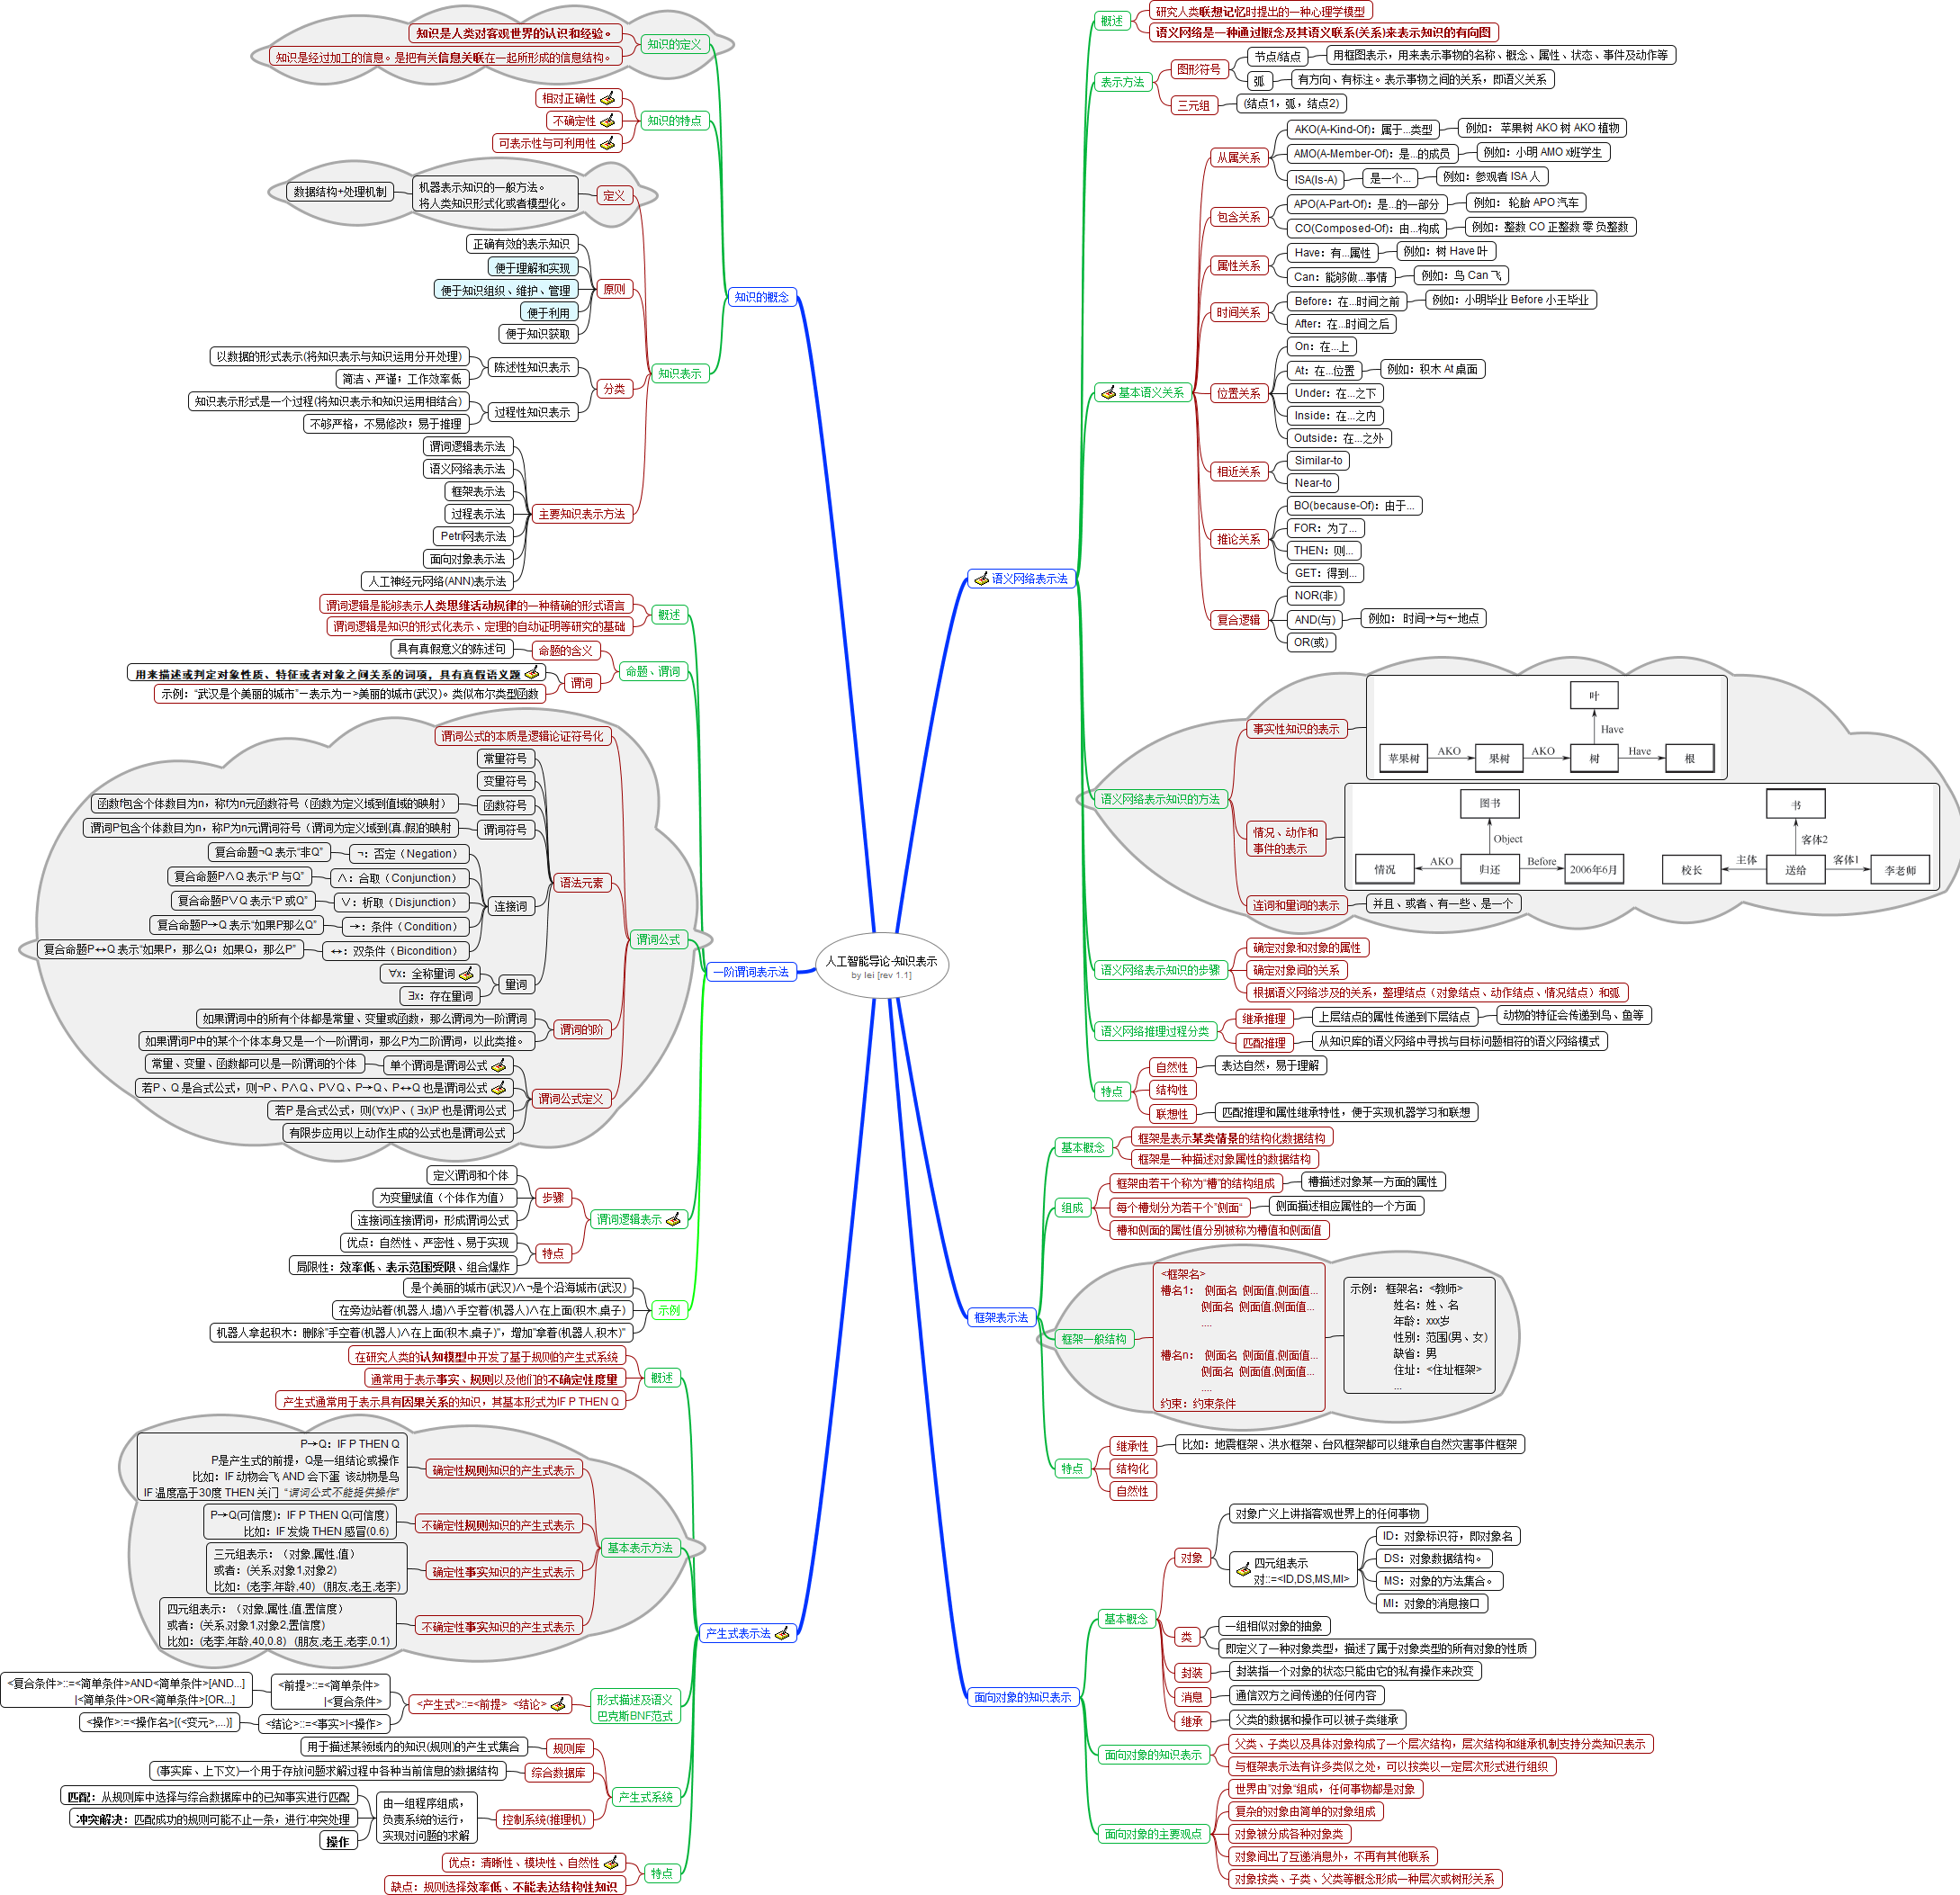 人工智能导论-知识表示
by lei [rev 1.1]
知识的概念
知识的定义
知识是人类对客观世界的认识和经验。
知识是经过加工的信息。是把有关信息关联在一起所形成的信息结构。
知识的特点
相对正确性
不确定性
可表示性与可利用性
知识表示
定义
机器表示知识的一般方法。
将人类知识形式化或者模型化。
数据结构+处理机制
原则
正确有效的表示知识
便于理解和实现
便于知识组织、维护、管理
便于利用
便于知识获取
分类
陈述性知识表示
以数据的形式表示(将知识表示与知识运用分开处理)
简洁、严谨；工作效率低
过程性知识表示
知识表示形式是一个过程(将知识表示和知识运用相结合)
不够严格，不易修改；易于推理
主要知识表示方法
谓词逻辑表示法
语义网络表示法
框架表示法
过程表示法
Petri网表示法
面向对象表示法
人工神经元网络(ANN)表示法
一阶谓词表示法
概述
谓词逻辑是能够表示人类思维活动规律的一种精确的形式语言
谓词逻辑是知识的形式化表示、定理的自动证明等研究的基础
命题、谓词
命题的含义
具有真假意义的陈述句
谓词
用来描述或判定对象性质、特征或者对象之间关系的词项，具有真假语义题
示例：“武汉是个美丽的城市”－表示为－>美丽的城市(武汉)。类似布尔类型函数
谓词公式
谓词公式的本质是逻辑论证符号化
语法元素
常量符号
变量符号
函数符号
函数f包含个体数目为n，称f为n元函数符号（函数为定义域到值域的映射）
谓词符号
谓词P包含个体数目为n，称P为n元谓词符号（谓词为定义域到{真,假}的映射
连接词
¬：否定（Negation）
复合命题¬Q 表示“非Q”
∧：合取（Conjunction）
复合命题P∧Q 表示“P 与Q”
∨：析取（Disjunction）
复合命题P∨Q 表示“P 或Q”
→：条件（Condition）
复合命题P→Q 表示“如果P那么Q”
↔：双条件（Bicondition）
复合命题P↔Q 表示“如果P，那么Q；如果Q，那么P”
量词
∀x：全称量词
∃x：存在量词
谓词的阶
如果谓词中的所有个体都是常量、变量或函数，那么谓词为一阶谓词
如果谓词P中的某个个体本身又是一个一阶谓词，那么P为二阶谓词，以此类推。
谓词公式定义
单个谓词是谓词公式
常量、变量、函数都可以是一阶谓词的个体
若P、Q 是合式公式，则¬P、P∧Q、P∨Q、P→Q、P↔Q 也是谓词公式
若P 是合式公式，则(∀x)P、(∃x)P 也是谓词公式
有限步应用以上动作生成的公式也是谓词公式
谓词逻辑表示
步骤
定义谓词和个体
为变量赋值（个体作为值）
连接词连接谓词，形成谓词公式
特点
优点：自然性、严密性、易于实现
局限性：效率低、表示范围受限、组合爆炸
示例
是个美丽的城市(武汉)∧¬是个沿海城市(武汉)
在旁边站着(机器人,墙)∧手空着(机器人)∧在上面(积木,桌子)
机器人拿起积木：删除”手空着(机器人)∧在上面(积木,桌子)”，增加”拿着(机器人,积木)”
产生式表示法
概述
在研究人类的认知模型中开发了基于规则的产生式系统
通常用于表示事实、规则以及他们的不确定性度量
产生式通常用于表示具有因果关系的知识，其基本形式为IF P THEN Q
基本表示方法
确定性规则知识的产生式表示
P→Q：IF P THEN Q
P是产生式的前提，Q是一组结论或操作
比如：IF 动物会飞 AND 会下蛋 该动物是鸟
IF 温度高于30度 THEN 关门 “谓词公式不能提供操作”
不确定性规则知识的产生式表示
P→Q(可信度)：IF P THEN Q(可信度)
比如：IF 发烧 THEN 感冒(0.6)
确定性事实知识的产生式表示
三元组表示：（对象,属性,值）
或者：(关系,对象1,对象2)
比如：(老李,年龄,40) (朋友,老王,老李)
不确定性事实知识的产生式表示
四元组表示：（对象,属性,值,置信度）
或者：(关系,对象1,对象2,置信度)
比如：(老李,年龄,40,0.8) (朋友,老王,老李,0.1)
形式描述及语义
巴克斯BNF范式
<产生式>::=<前提> <结论>
<前提>::=<简单条件>
|<复合条件>
<复合条件>::=<简单条件>AND<简单条件>[AND...]
|<简单条件>OR<简单条件>[OR...]
<结论>::=<事实>|<操作>
<操作>:=<操作名>[(<变元>,...)]
产生式系统
规则库
用于描述某领域内的知识(规则)的产生式集合
综合数据库
(事实库、上下文)一个用于存放问题求解过程中各种当前信息的数据结构
控制系统(推理机)
由一组程序组成，
负责系统的运行，
实现对问题的求解
匹配：从规则库中选择与综合数据库中的已知事实进行匹配
冲突解决：匹配成功的规则可能不止一条，进行冲突处理
操作
特点
优点：清晰性、模块性、自然性
缺点：规则选择效率低、不能表达结构性知识
语义网络表示法
概述
研究人类联想记忆时提出的一种心理学模型
语义网络是一种通过概念及其语义联系(关系)来表示知识的有向图
表示方法
图形符号
节点/结点
用框图表示，用来表示事物的名称、概念、属性、状态、事件及动作等
弧
有方向、有标注。表示事物之间的关系，即语义关系
三元组
(结点1，弧，结点2)
基本语义关系
从属关系
AKO(A-Kind-Of)：属于...类型
例如： 苹果树 AKO 树 AKO 植物
AMO(A-Member-Of)：是...的成员
例如：小明 AMO x班学生
ISA(Is-A)
是一个...
例如：参观者 ISA 人
包含关系
APO(A-Part-Of)：是...的一部分
例如： 轮胎 APO 汽车
CO(Composed-Of)：由...构成
例如：整数 CO 正整数 零 负整数
属性关系
Have：有...属性
例如：树 Have 叶
Can：能够做...事情
例如：鸟 Can 飞
时间关系
Before：在...时间之前
例如：小明毕业 Before 小王毕业
After：在...时间之后
位置关系
On：在...上
At：在...位置
例如：积木 At 桌面
Under：在...之下
Inside：在...之内
Outside：在...之外
相近关系
Similar-to
Near-to
推论关系
BO(because-Of)：由于...
FOR：为了...
THEN：则...
GET：得到...
复合逻辑
NOR(非)
AND(与)
例如： 时间→与←地点
OR(或)
语义网络表示知识的方法
事实性知识的表示
叶
Have
苹果树
AKO
果树
AKO
树
Have
根
情况、动作和
事件的表示
图书
Object
情况
AKO
归还
Before
2006年6月
书
客体2
校长
主体
送给
客体1
李老师
连词和量词的表示
并且、或者、有一些、是一个
语义网络表示知识的步骤
确定对象和对象的属性
确定对象间的关系
根据语义网络涉及的关系，整理结点（对象结点、动作结点、情况结点）和弧
语义网络推理过程分类
继承推理
上层结点的属性传递到下层结点
动物的特征会传递到鸟、鱼等
匹配推理
从知识库的语义网络中寻找与目标问题相符的语义网络模式
特点
自然性
表达自然，易于理解
结构性
联想性
匹配推理和属性继承特性，便于实现机器学习和联想
框架表示法
基本概念
框架是表示某类情景的结构化数据结构
框架是一种描述对象属性的数据结构
组成
框架由若干个称为“槽”的结构组成
槽描述对象某一方面的属性
每个槽划分为若干个”侧面“
侧面描述相应属性的一个方面
槽和侧面的属性值分别被称为槽值和侧面值
框架一般结构
<框架名>
槽名1： 侧面名 侧面值,侧面值...
侧面名 侧面值,侧面值...
....
槽名n： 侧面名 侧面值,侧面值...
侧面名 侧面值,侧面值...
....
约束：约束条件
示例： 框架名：<教师>
姓名：姓、名
年龄：xxx岁
性别：范围(男、女)
缺省：男
住址：<住址框架>
...
特点
继承性
比如：地震框架、洪水框架、台风框架都可以继承自自然灾害事件框架
结构化
自然性
面向对象的知识表示
基本概念
对象
对象广义上讲指客观世界上的任何事物
四元组表示
对::=<ID,DS,MS,MI>
ID：对象标识符，即对象名
DS：对象数据结构。
MS：对象的方法集合。
MI：对象的消息接口
类
一组相似对象的抽象
即定义了一种对象类型，描述了属于对象类型的所有对象的性质
封装
封装指一个对象的状态只能由它的私有操作来改变
消息
通信双方之间传递的任何内容
继承
父类的数据和操作可以被子类继承
面向对象的知识表示
父类、子类以及具体对象构成了一个层次结构，层次结构和继承机制支持分类知识表示
与框架表示法有许多类似之处，可以按类以一定层次形式进行组织
面向对象的主要观点
世界由”对象“组成，任何事物都是对象
复杂的对象由简单的对象组成
对象被分成各种对象类
对象间出了互递消息外，不再有其他联系
对象按类、子类、父类等概念形成一种层次或树形关系